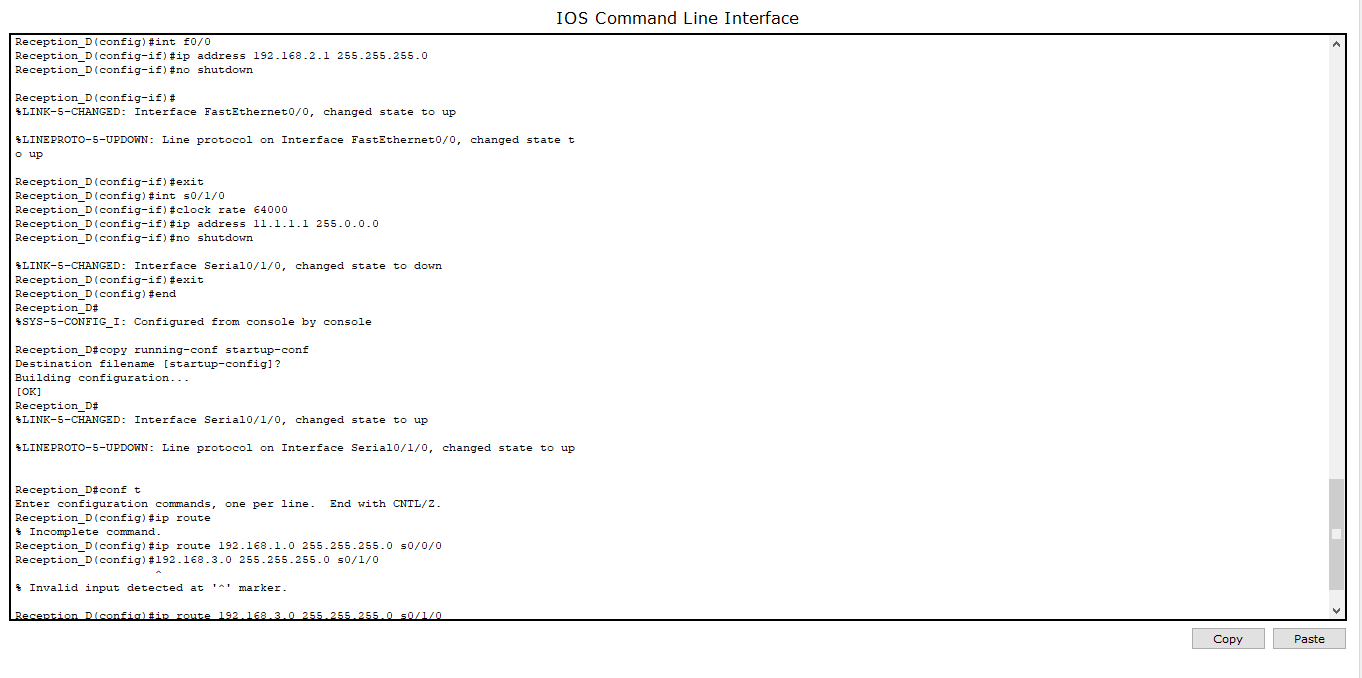 IOS Command Line Interface
Reception_D(config)#int f0/0
Reception_D(config-if)#ip address 192.168.2.1 255.255.255.0
Reception_D(config-if)#no shutdown
Reception_D(config-if)#
%LINK-5-CHANGED: Interface FastEthernet0/0, changed state to up
%LINEPROTO-5-UPDOWN: Line protocol on Interface FastEthernet0/0, changed state t
o up
Reception_D(config-if)#exit
Reception_D(config)#int s0/1/0
Reception_D(config-if)#clock rate 64000
Reception_D(config-if)#ip address 11.1.1.1 255.0.0.0
Reception_D(config-if)#no shutdown
%LINK-5-CHANGED: Interface Serial0/1/0, changed state to down
Reception_D(config-if)#exit
Reception_D(config)#end
Reception_D#
%SYS-5-CONFIG_I: Configured from console by console
Reception_D#copy running-conf startup-conf
Destination filename [startup-config]?
Building configuration...
[OK]
Reception_D#
%LINK-5-CHANGED: Interface Serial0/1/0, changed state to up
%LINEPROTO-5-UPDOWN: Line protocol on Interface Serial0/1/0, changed state to up
Reception_D#conf t
Enter configuration commands, one per line.  End with CNTL/Z.
Reception_D(config)#ip route
% Incomplete command.
Reception_D(config)#ip route 192.168.1.0 255.255.255.0 s0/0/0
Reception_D(config)#192.168.3.0 255.255.255.0 s0/1/0
^
% Invalid input detected at '^' marker.
Reception_D(config)#ip route 192.168.3.0 255.255.255.0 s0/1/0
Copy
Paste